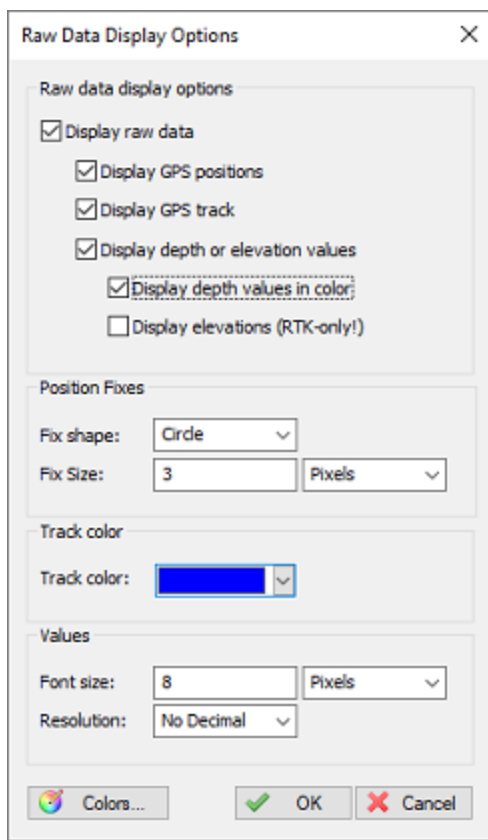 Raw Data Display Options
Raw data display options
Display raw data
Display GPS positions
Display GPS track
Display depth or elevation values
Display depth values in color
Display elevations (RTK-only!)
Position Fixes
Fix shape: Circle
Fix Size: 3 Pixels
Track color
Track color:
Values
Font size: 8 Pixels
Resolution: No Decimal
Colors... OK Cancel